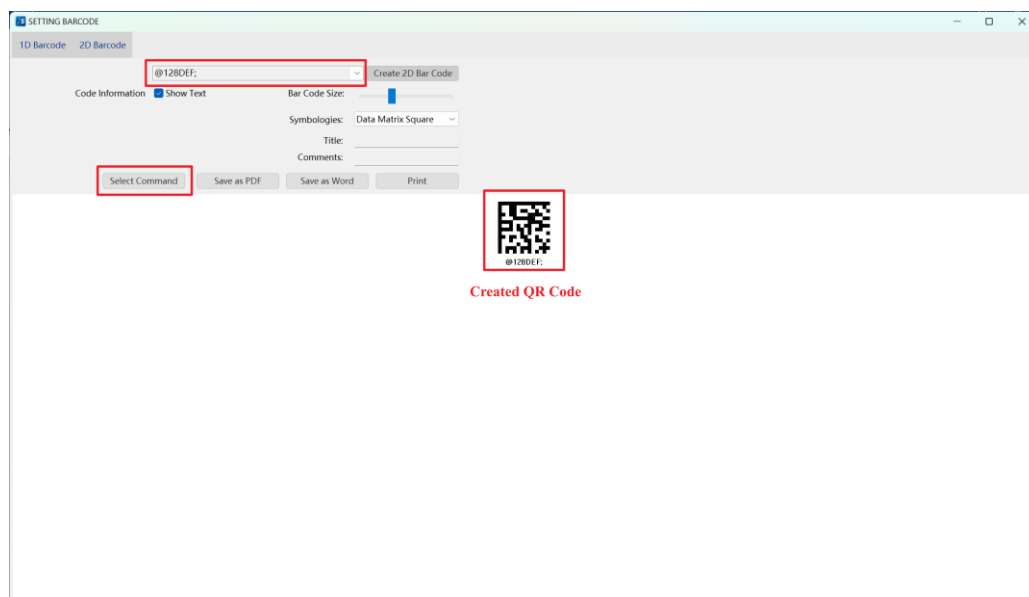 SETTING BARCODE
1D Barcode 2D Barcode
@128DEF; Create 2D Bar Code
Code Information Show Text Bar Code Size:
Symbologies: Data Matrix Square
Title:
Comments:
Select Command Save as PDF Save as Word Print
@128DEF;
Created QR Code